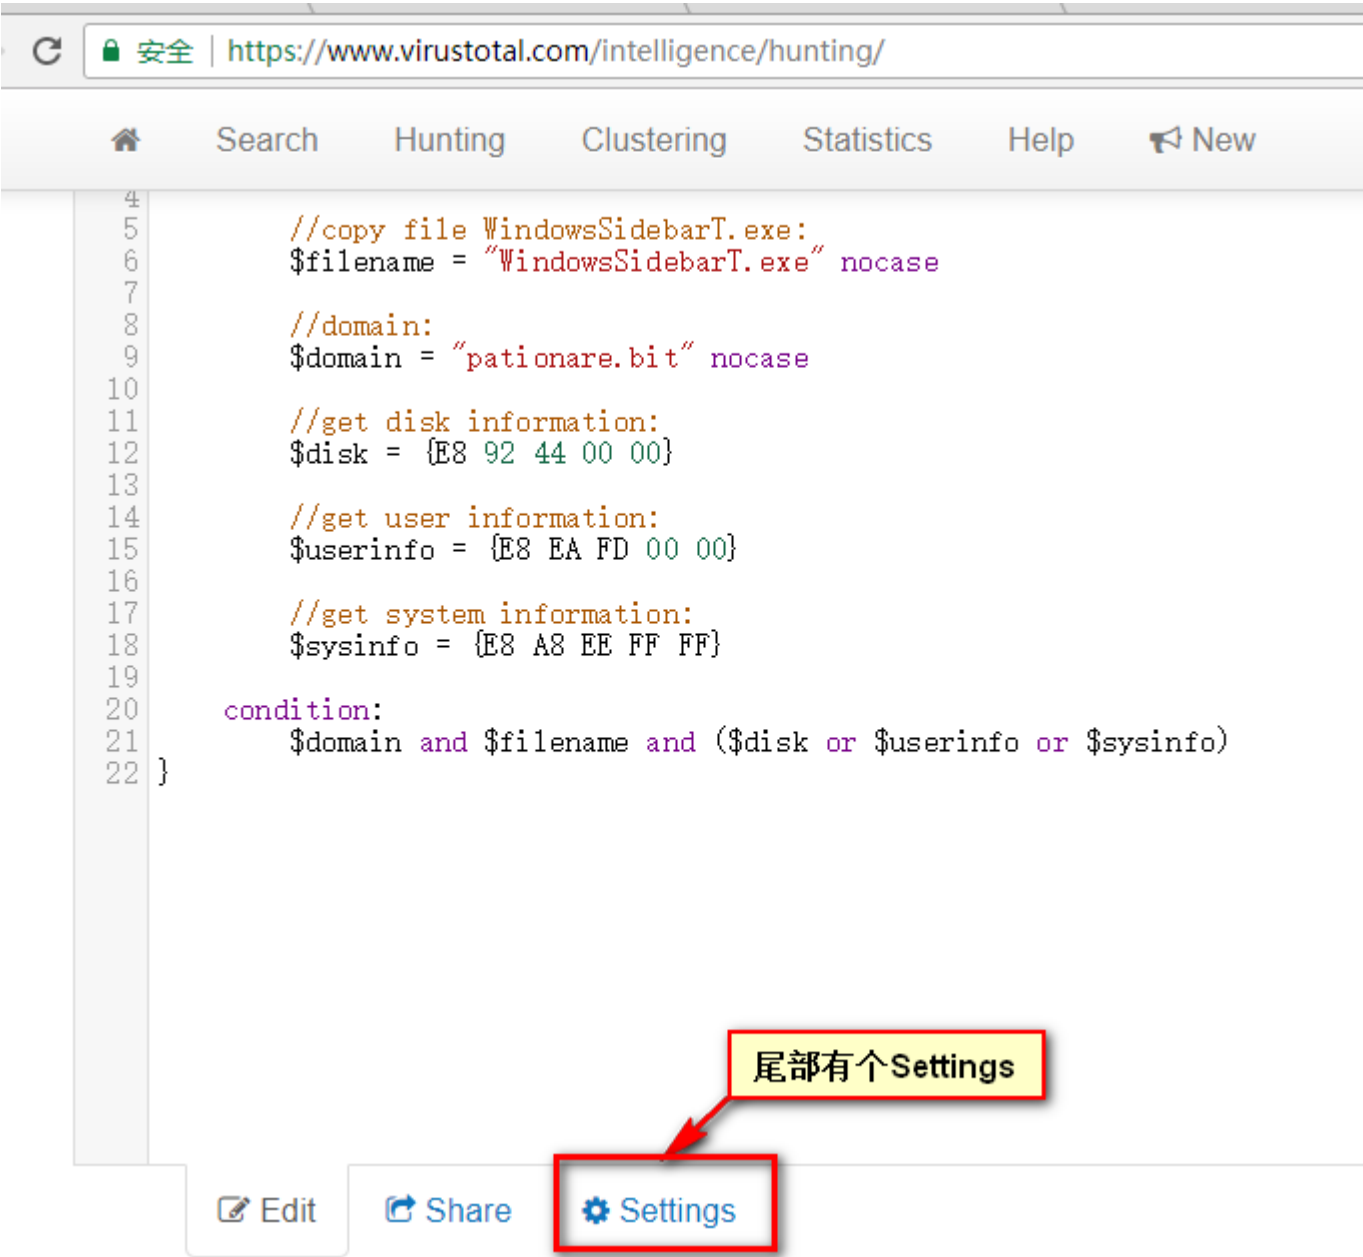 安全 | https://www.virustotal.com/intelligence/hunting/
Search Hunting Clustering Statistics Help New
4
5 //copy file WindowsSidebarT.exe:
6 $filename = "WindowsSidebarT.exe" nocase
7
8 //domain:
9 $domain = "pationare.bit" nocase
10
11 //get disk information:
12 $disk = {E8 92 44 00 00}
13
14 //get user information:
15 $userinfo = {E8 EA FD 00 00}
16
17 //get system information:
18 $sysinfo = {E8 A8 EE FF FF}
19
20 condition:
21 $domain and $filename and ($disk or $userinfo or $sysinfo)
22 }
尾部有个Settings
Edit Share Settings